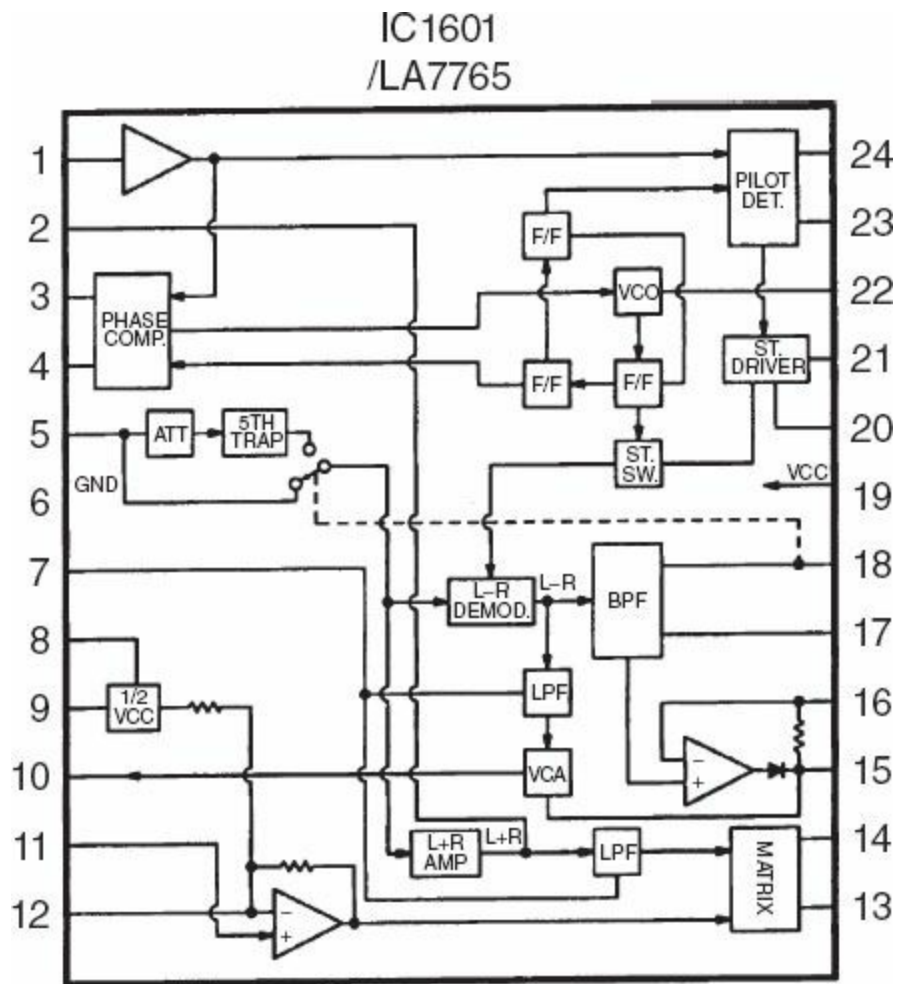 IC1601
/LA7765
1
24
PILOT
DET.
2
F/F
23
3
PHASE
COMP.
VCO
22
4
F/F
F/F
ST.
DRIVER
21
5
ATT
5TH
TRAP
20
GND
ST.
SW.
VCC
6
19
7
18
L-R
DEMOD.
L-R
BPF
17
8
1/2
VCC
LPF
9
16
10
VCA
-
+
15
11
L+R
AMP
L+R
LPF
MATRIX
14
12
-
+
13